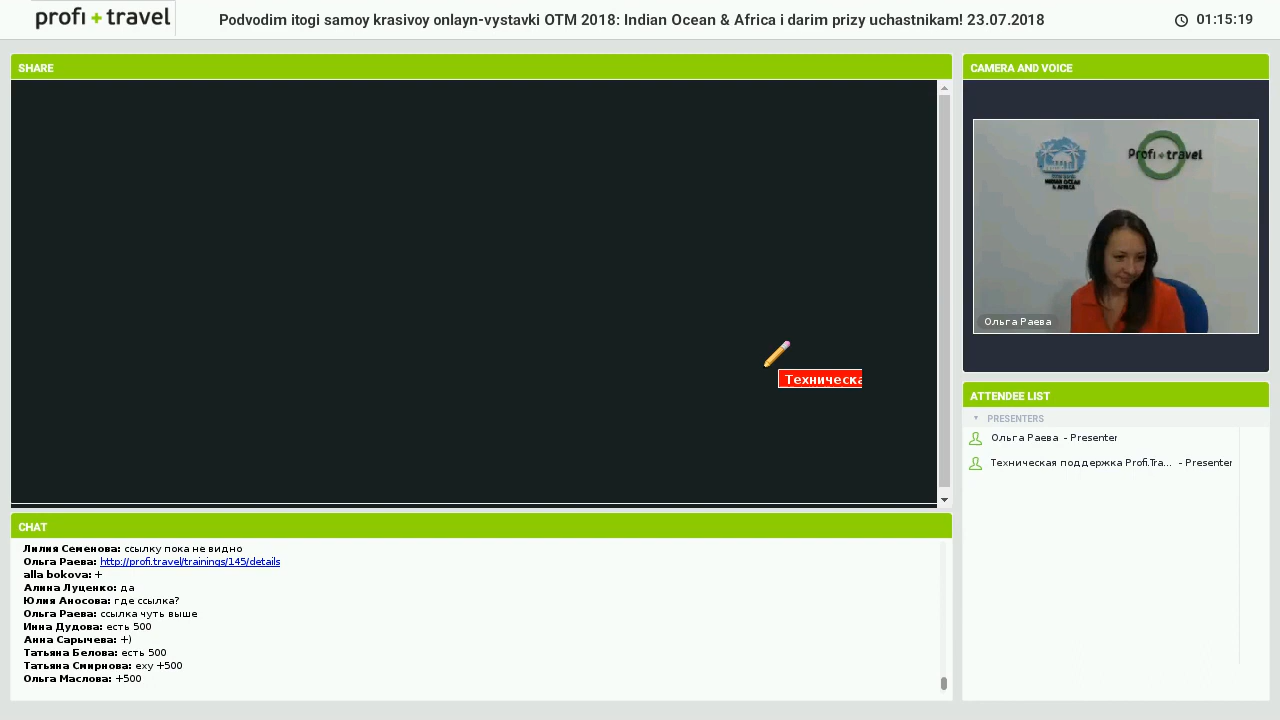 profi + travel
Podvodim itogi samoy krasivoy onlayn-vystavki OTM 2018: Indian Ocean & Africa i darim prizy uchastnikam! 23.07.2018
01:15:19
SHARE
Техническа
CAMERA AND VOICE
INDIAN OCEAN
& AFRICA
Profi travel
Ольга Раева
ATTENDEE LIST
PRESENTERS
Ольга Раева - Presenter
Техническая поддержка Profi.Tra... - Presenter
CHAT
Лилия Семенова: ссылку пока не видно
Ольга Раева: http://profi.travel/trainings/145/details
alla bokova: +
Алина Луценко: да
Юлия Аносова: где ссылка?
Ольга Раева: ссылка чуть выше
Инна Дудова: есть 500
Анна Сарычева: +)
Татьяна Белова: есть 500
Татьяна Смирнова: еху +500
Ольга Маслова: +500